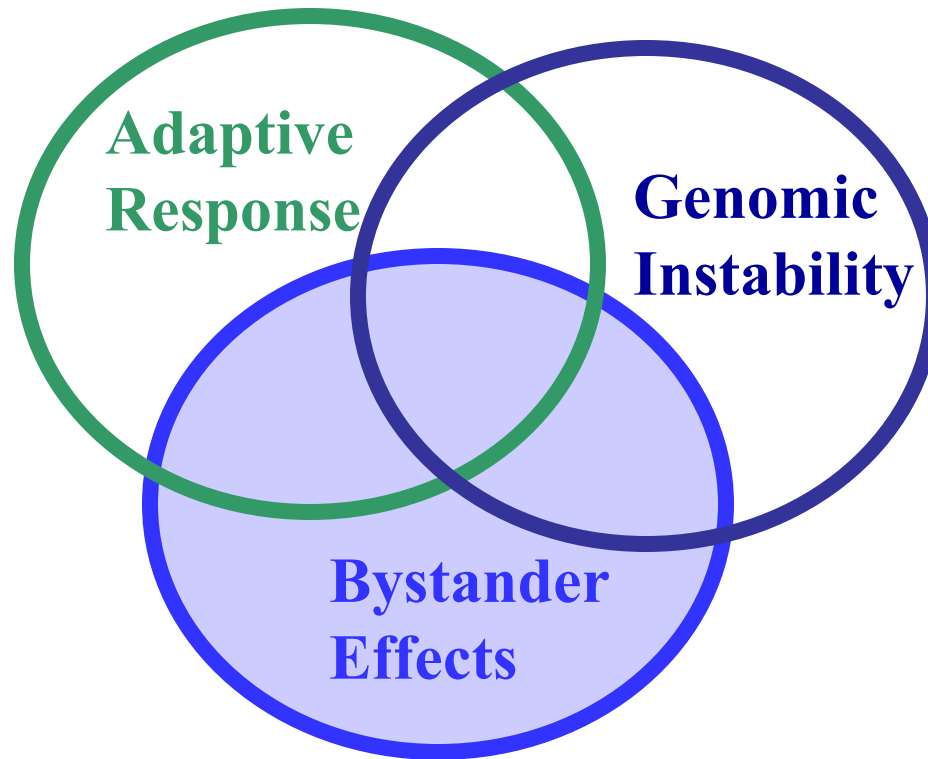 Adaptive
Response
Genomic
Instability
Bystander
Effects